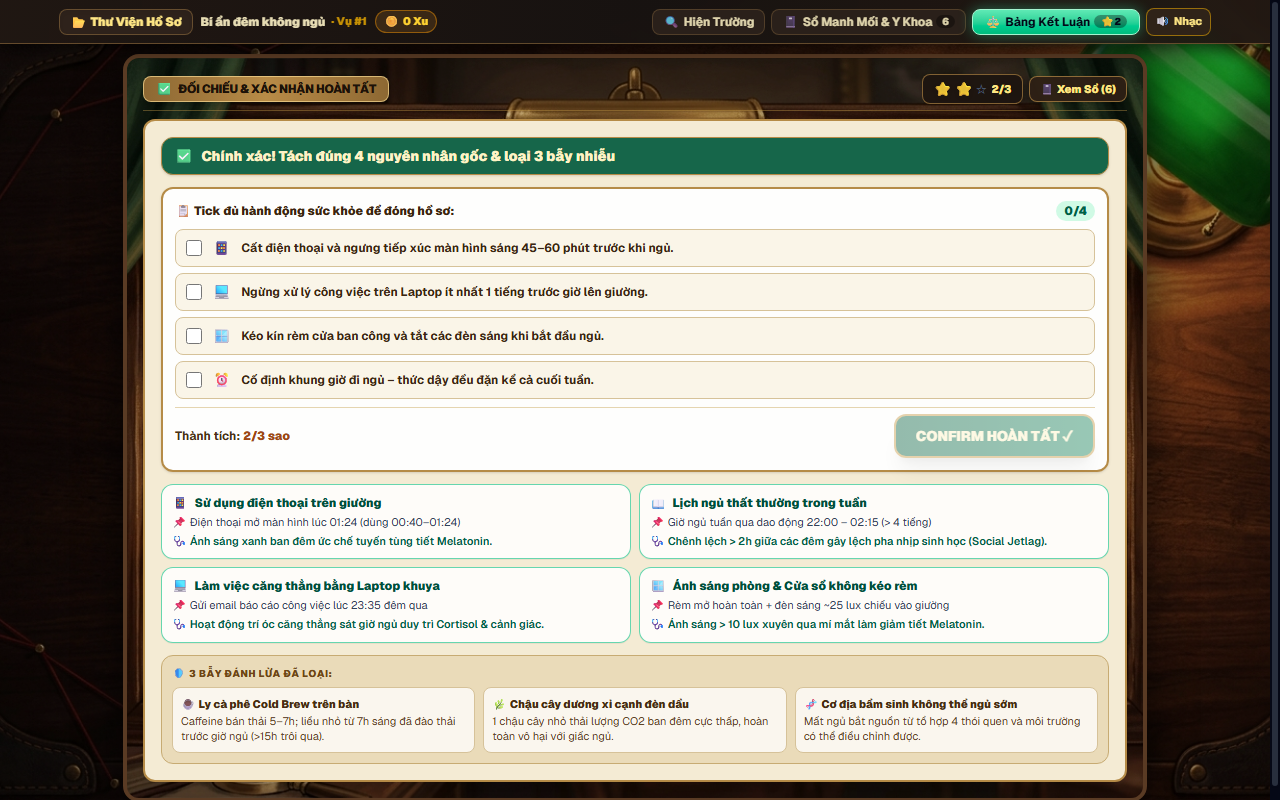 Thư Viện Hồ Sơ
Bí ẩn đêm không ngủ · Vụ #1
0 Xu
Hiện Trường
Sổ Manh Mối & Y Khoa 6
Bảng Kết Luận ⭐2
Nhạc
ĐỐI CHIẾU & XÁC NHẬN HOÀN TẤT
2/3
Xem Sổ (6)
Chính xác! Tách đúng 4 nguyên nhân gốc & loại 3 bẫy nhiễu
Tick đủ hành động sức khỏe để đóng hồ sơ:
0/4
Cất điện thoại và ngưng tiếp xúc màn hình sáng 45–60 phút trước khi ngủ.
Ngừng xử lý công việc trên Laptop ít nhất 1 tiếng trước giờ lên giường.
Kéo kín rèm cửa ban công và tắt các đèn sáng khi bắt đầu ngủ.
Cố định khung giờ đi ngủ – thức dậy đều đặn kể cả cuối tuần.
Thành tích: 2/3 sao
CONFIRM HOÀN TẤT ✓
Sử dụng điện thoại trên giường
Điện thoại mở màn hình lúc 01:24 (dùng 00:40–01:24)
Ánh sáng xanh ban đêm ức chế tuyến tùng tiết Melatonin.
Lịch ngủ thất thường trong tuần
Giờ ngủ tuần qua dao động 22:00 – 02:15 (> 4 tiếng)
Chênh lệch > 2h giữa các đêm gây lệch pha nhịp sinh học (Social Jetlag).
Làm việc căng thẳng bằng Laptop khuya
Gửi email báo cáo công việc lúc 23:35 đêm qua
Hoạt động trí óc căng thẳng sát giờ ngủ duy trì Cortisol & cảnh giác.
Ánh sáng phòng & Cửa sổ không kéo rèm
Rèm mở hoàn toàn + đèn sáng ~25 lux chiếu vào giường
Ánh sáng > 10 lux xuyên qua mí mắt làm giảm tiết Melatonin.
3 BẪY ĐÁNH LỪA ĐÃ LOẠI:
Ly cà phê Cold Brew trên bàn
Caffeine bán thải 5–7h; liều nhỏ từ 7h sáng đã đào thải
trước giờ ngủ (>15h trôi qua).
Chậu cây dương xỉ cạnh đèn dầu
1 chậu cây nhỏ thải lượng CO2 ban đêm cực thấp, hoàn
toàn vô hại với giấc ngủ.
Cơ địa bẩm sinh không thể ngủ sớm
Mất ngủ bắt nguồn từ tổ hợp 4 thói quen và môi trường
có thể điều chỉnh được.